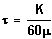 τ = K
60μ